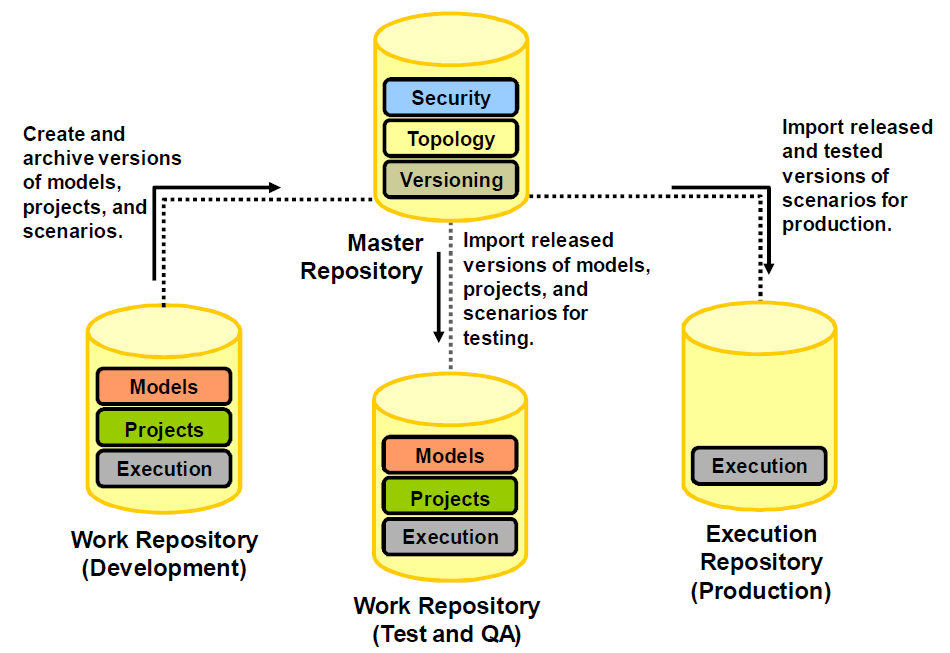 Security
Topology
Versioning
Master
Repository
Create and
archive versions
of models,
projects, and
scenarios.
Import released
versions of models,
projects, and
scenarios for
testing.
Import released
and tested
versions of
scenarios for
production.
Models
Projects
Execution
Work Repository
(Development)
Models
Projects
Execution
Work Repository
(Test and QA)
Execution
Execution
Repository
(Production)